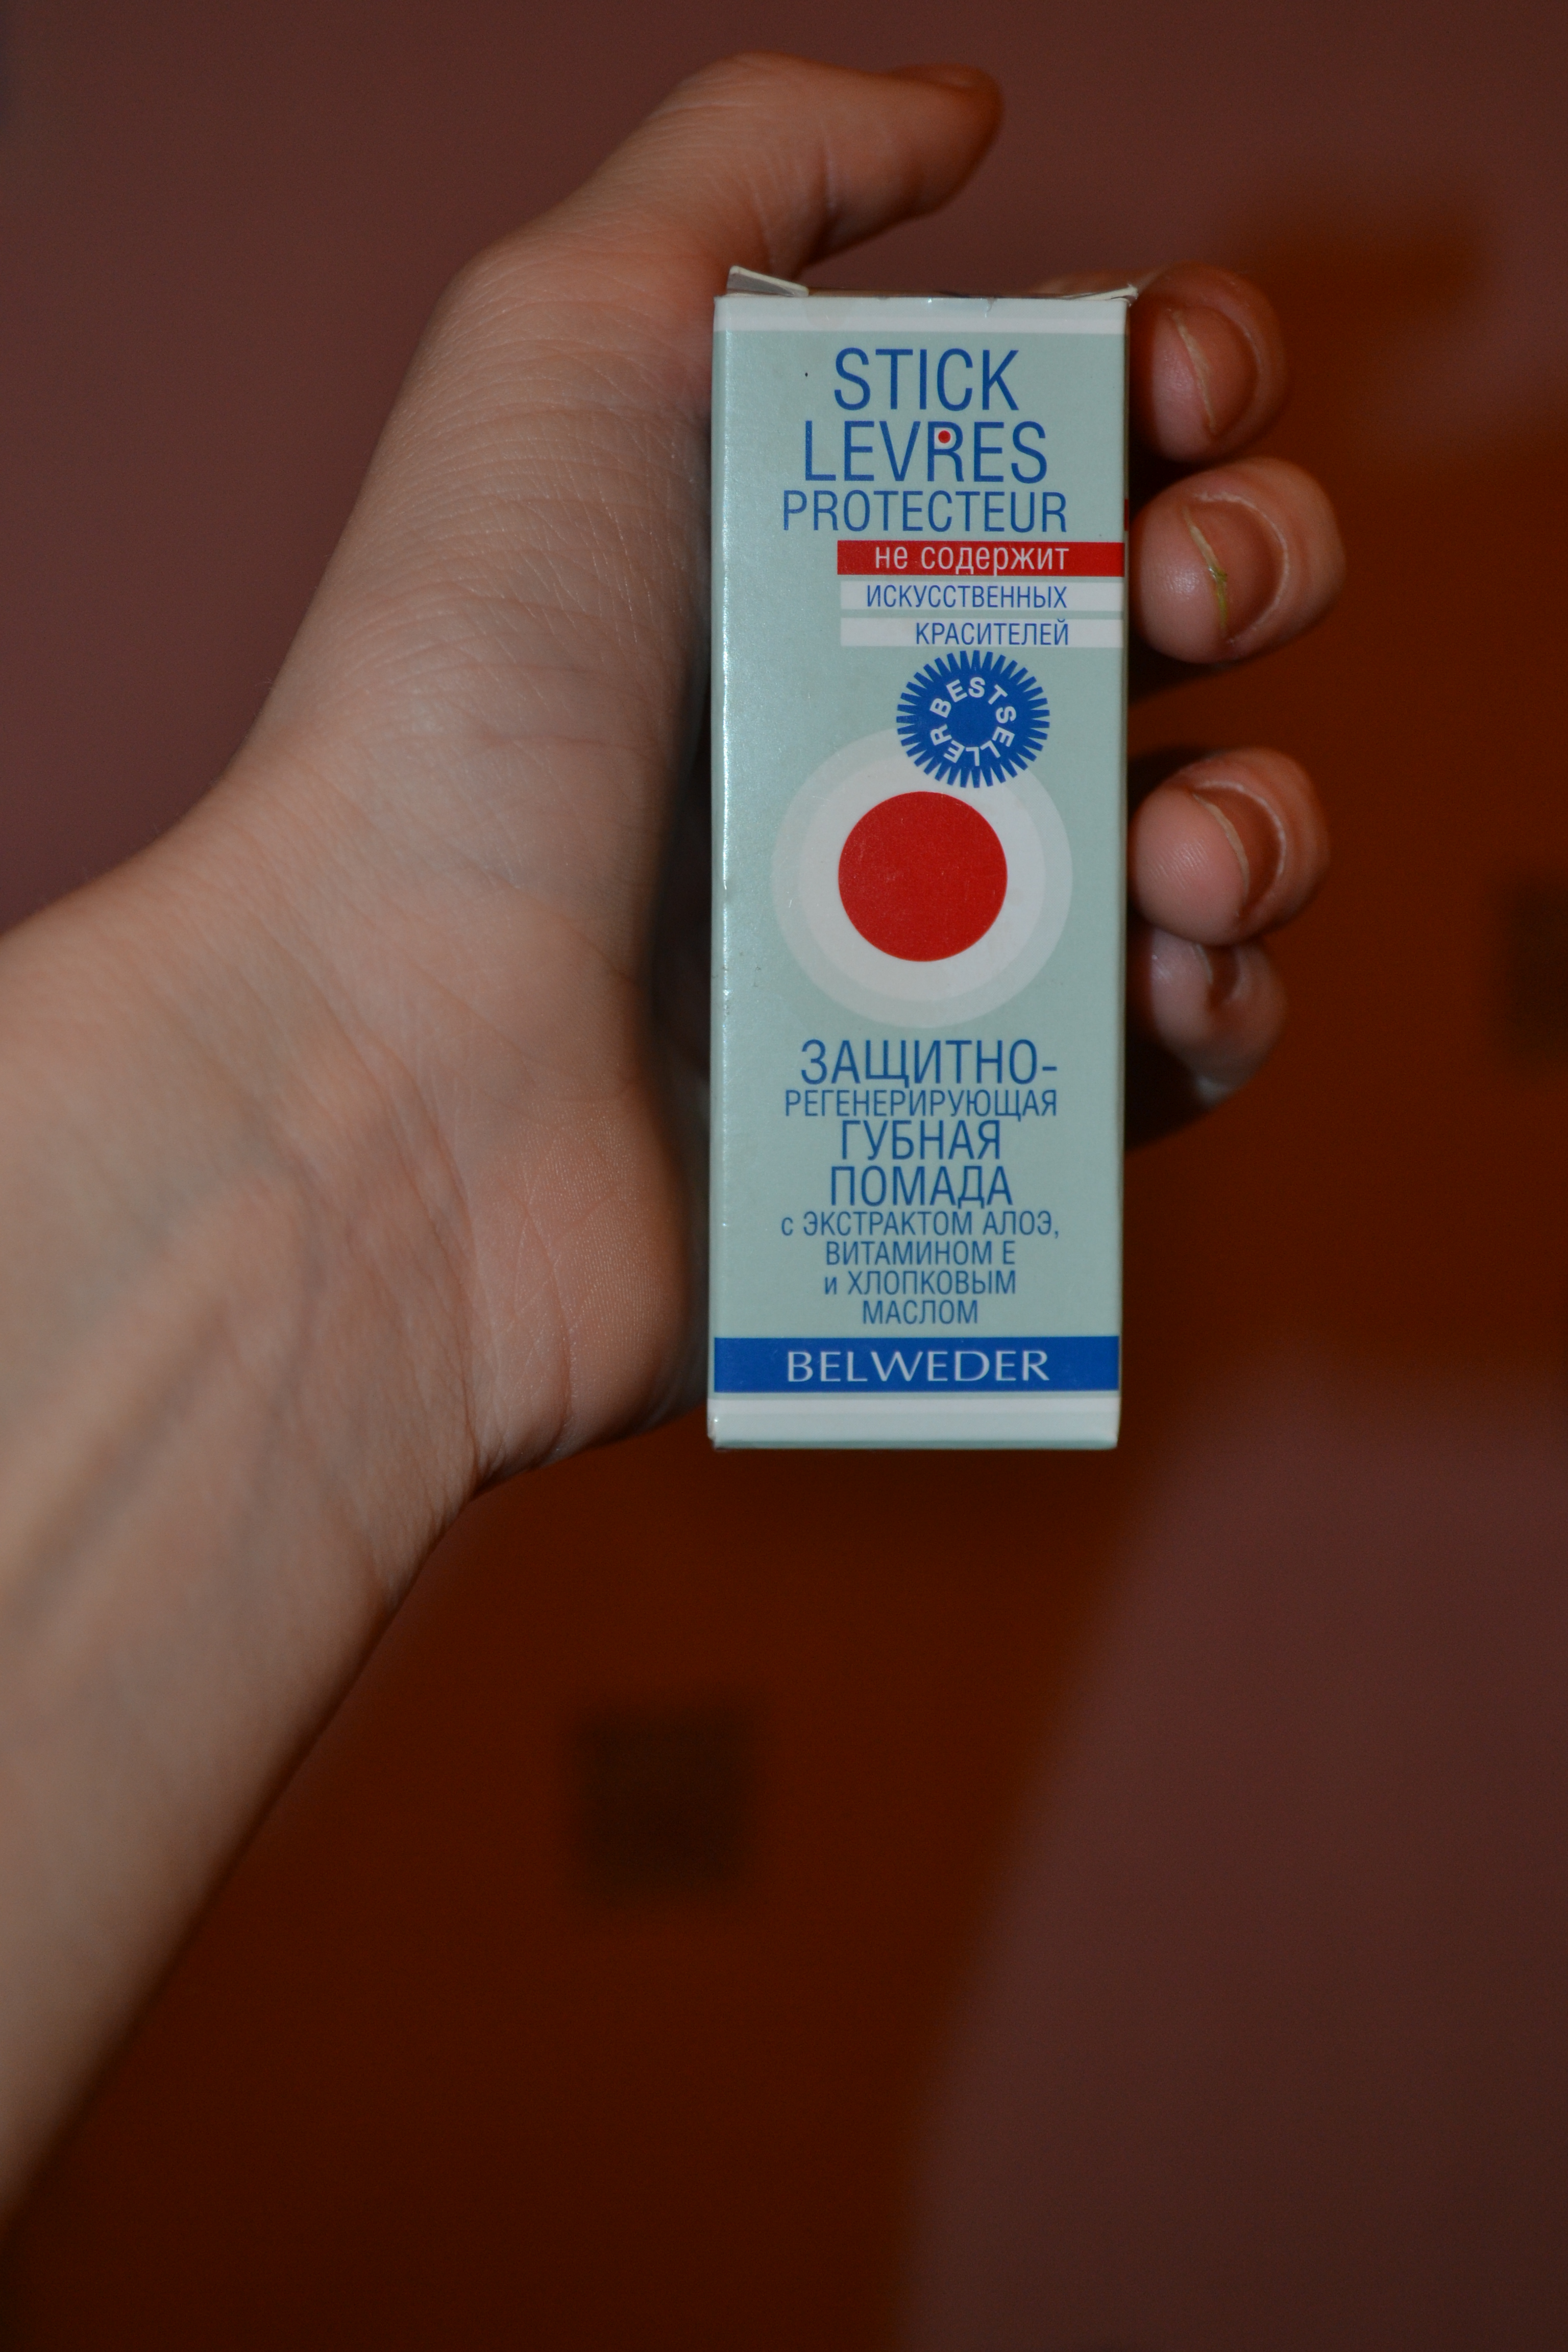 STICK
LEVRES
PROTECTEUR
не содержит
ИСКУССТВЕННЫХ
КРАСИТЕЛЕЙ
BESTSELLER
ЗАЩИТНО-
РЕГЕНЕРИРУЮЩАЯ
ГУБНАЯ
ПОМАДА
с ЭКСТРАКТОМ АЛОЭ,
ВИТАМИНОМ Е
и ХЛОПКОВЫМ
МАСЛОМ
BELWEDER